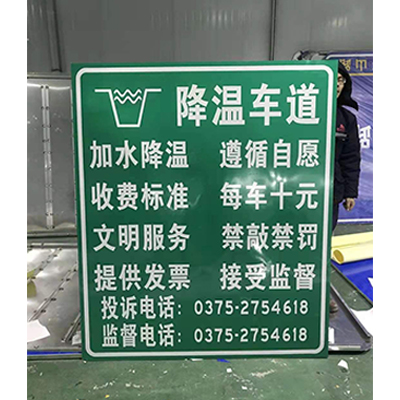 降温车道
加水降温 遵循自愿
收费标准 每车十元
文明服务 禁敲禁罚
提供发票 接受监督
投诉电话：0375-2754618
监督电话：0375-2754618